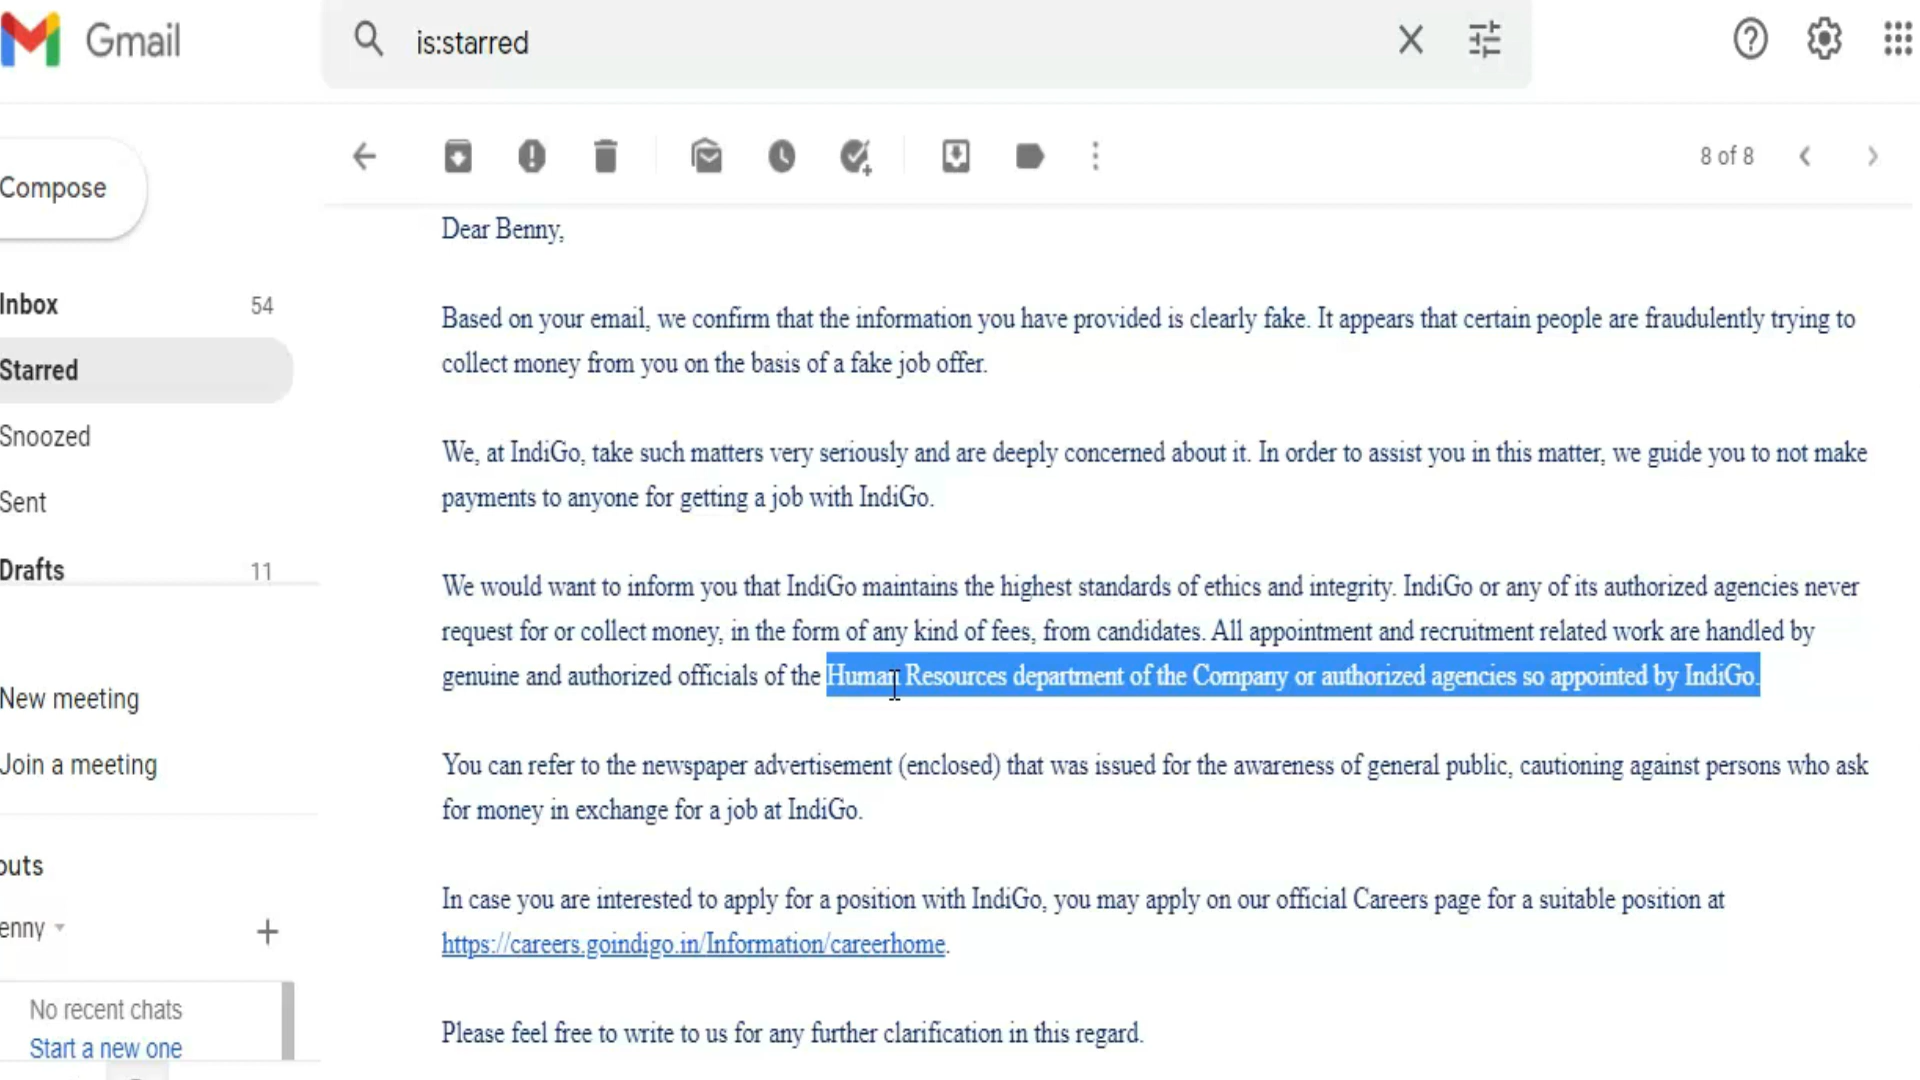 Gmail
is:starred
8 of 8
Compose
Inbox 54
Starred
Snoozed
Sent
Drafts 11
New meeting
Join a meeting
outs
enny
No recent chats
Start a new one
Dear Benny,
Based on your email, we confirm that the information you have provided is clearly fake. It appears that certain people are fraudulently trying to
collect money from you on the basis of a fake job offer.
We, at IndiGo, take such matters very seriously and are deeply concerned about it. In order to assist you in this matter, we guide you to not make
payments to anyone for getting a job with IndiGo.
We would want to inform you that IndiGo maintains the highest standards of ethics and integrity. IndiGo or any of its authorized agencies never
request for or collect money, in the form of any kind of fees, from candidates. All appointment and recruitment related work are handled by
genuine and authorized officials of the Human Resources department of the Company or authorized agencies so appointed by IndiGo.
You can refer to the newspaper advertisement (enclosed) that was issued for the awareness of general public, cautioning against persons who ask
for money in exchange for a job at IndiGo.
In case you are interested to apply for a position with IndiGo, you may apply on our official Careers page for a suitable position at
https://careers.goindigo.in/Information/careerhome.
Please feel free to write to us for any further clarification in this regard.